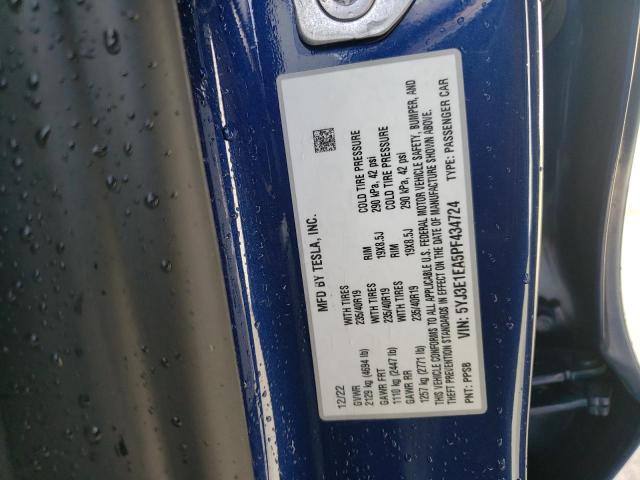 MFD BY TESLA, INC.
12/22
GVWR
2129 kg (4694 lb)
GAWR FRT WITH TIRES RIM COLD TIRE PRESSURE
1110 kg (2447 lb) 235/40R19 19X8.5J 290 kPa, 42 psi
GAWR RR WITH TIRES RIM COLD TIRE PRESSURE
1257 kg (2771 lb) 235/40R19 19X8.5J 290 kPa, 42 psi
THIS VEHICLE CONFORMS TO ALL APPLICABLE U.S. FEDERAL MOTOR VEHICLE SAFETY, BUMPER, AND
THEFT PREVENTION STANDARDS IN EFFECT ON THE DATE OF MANUFACTURE SHOWN ABOVE.
VIN: 5YJ3E1EA5PF434724 TYPE: PASSENGER CAR
PNT: PPSB